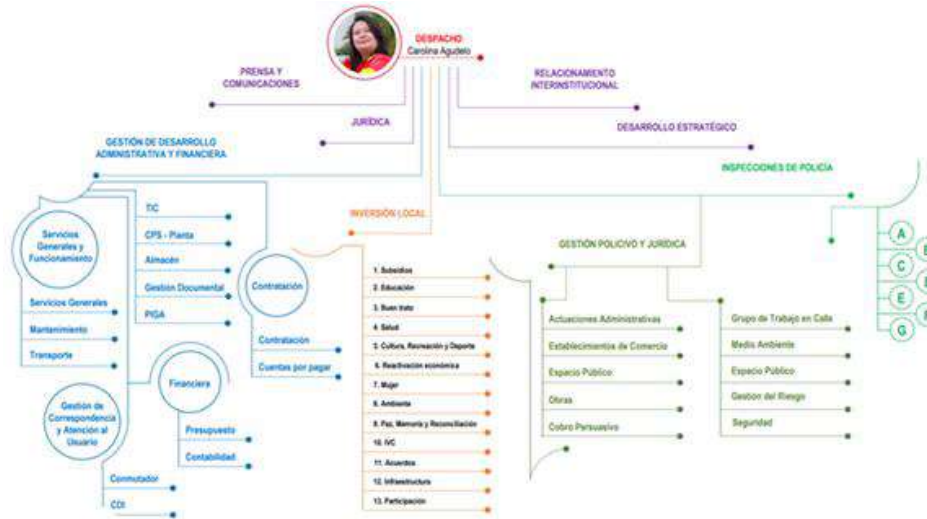 DESPACHO
Carolina Agudelo
PRENSA Y
COMUNICACIONES
JURÍDICA
RELACIONAMIENTO
INTERINSTITUCIONAL
DESARROLLO ESTRATÉGICO
GESTIÓN DE DESARROLLO
ADMINISTRATIVA Y FINANCIERA
INSPECCIONES DE POLICÍA
INVERSIÓN LOCAL
GESTIÓN POLICIVO Y JURÍDICA
Servicios
Generales y
Funcionamiento
Servicios Generales
Mantenimiento
Transporte
TIC
CPS - Planta
Almacén
Gestión Documental
PIGA
Contratación
Contratación
Cuentas por pagar
Financiera
Presupuesto
Contabilidad
Gestión de
Correspondencia
y Atención al
Usuario
Conmutador
CDI
1. Subsidios
2. Educación
3. Buen trato
4. Salud
5. Cultura, Recreación y Deporte
6. Reactivación económica
7. Mujer
8. Ambiente
9. Paz, Memoria y Reconciliación
10. IVC
11. Acuerdos
12. Infraestructura
13. Participación
Actuaciones Administrativas
Establecimientos de Comercio
Espacio Público
Obras
Cobro Persuasivo
Grupo de Trabajo en Calle
Medio Ambiente
Espacio Público
Gestion del Riesgo
Seguridad
A
C
E
G